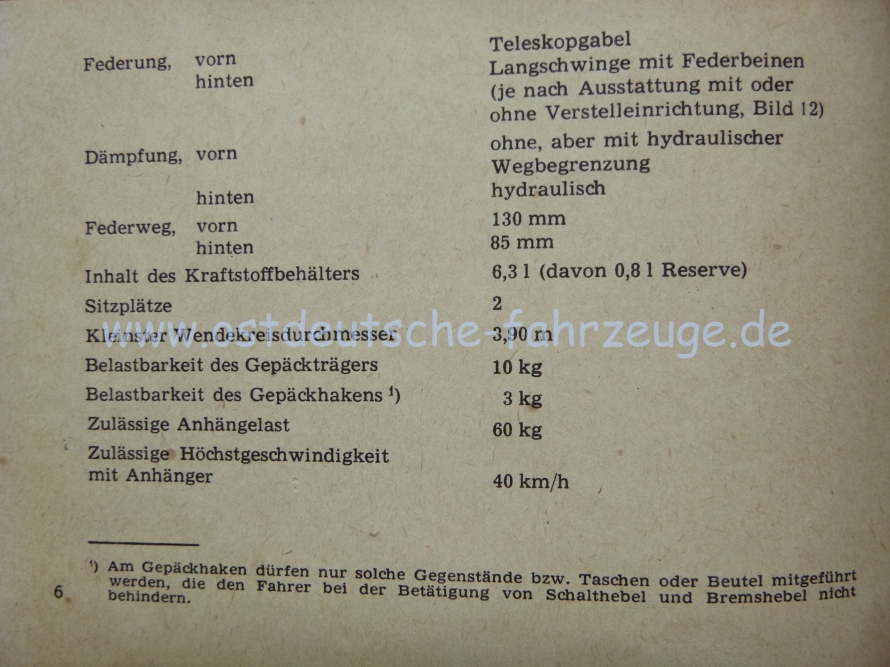 Federung, vorn Teleskopgabel
hinten Langschwinge mit Federbeinen
(je nach Ausstattung mit oder
ohne Verstelleinrichtung, Bild 12)
Dämpfung, vorn ohne, aber mit hydraulischer
Wegbegrenzung
hinten hydraulisch
Federweg, vorn 130 mm
hinten 85 mm
Inhalt des Kraftstoffbehälters 6,3 l (davon 0,8 l Reserve)
Sitzplätze 2
www.ostdeutsche-fahrzeuge.de
Kleinster Wendekreisdurchmesser 3,90 m
Belastbarkeit des Gepäckträgers 10 kg
Belastbarkeit des Gepäckhakens ¹) 3 kg
Zulässige Anhängelast 60 kg
Zulässige Höchstgeschwindigkeit
mit Anhänger 40 km/h
¹) Am Gepäckhaken dürfen nur solche Gegenstände bzw. Taschen oder Beutel mitgeführt
werden, die den Fahrer bei der Betätigung von Schalthebel und Bremshebel nicht
behindern.
6